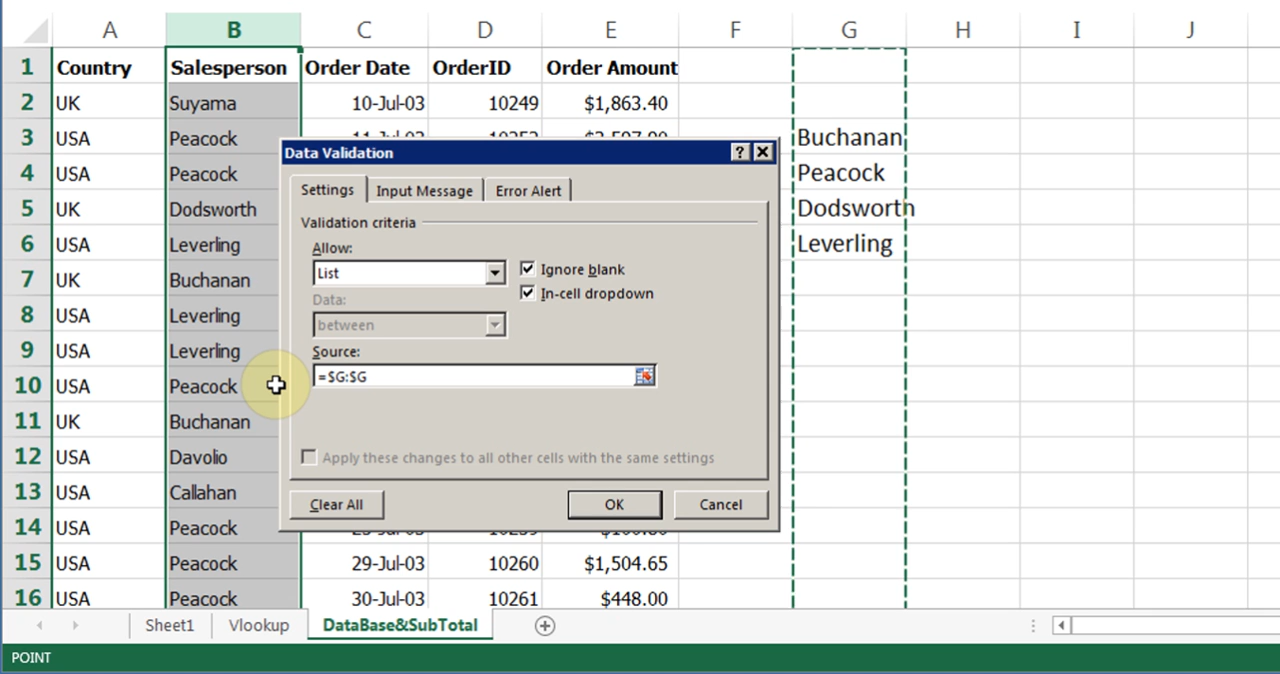 A B C D E F G H I J
1 Country Salesperson Order Date OrderID Order Amount
2 UK Suyama 10-Jul-03 10249 $1,863.40
3 USA Peacock Buchanan
4 USA Peacock Peacock
5 UK Dodsworth Dodsworth
6 USA Leverling Leverling
7 UK Buchanan
8 USA Leverling
9 USA Leverling
10 USA Peacock
11 UK Buchanan
12 USA Davolio
13 USA Callahan
14 USA Peacock
15 USA Peacock 29-Jul-03 10260 $1,504.65
16 USA Peacock 30-Jul-03 10261 $448.00
Data Validation ?
Settings Input Message Error Alert
Validation criteria
Allow:
List Ignore blank
In-cell dropdown
Data:
between
Source:
=$G:$G
Apply these changes to all other cells with the same settings
Clear All OK Cancel
Sheet1 Vlookup DataBase&SubTotal
POINT